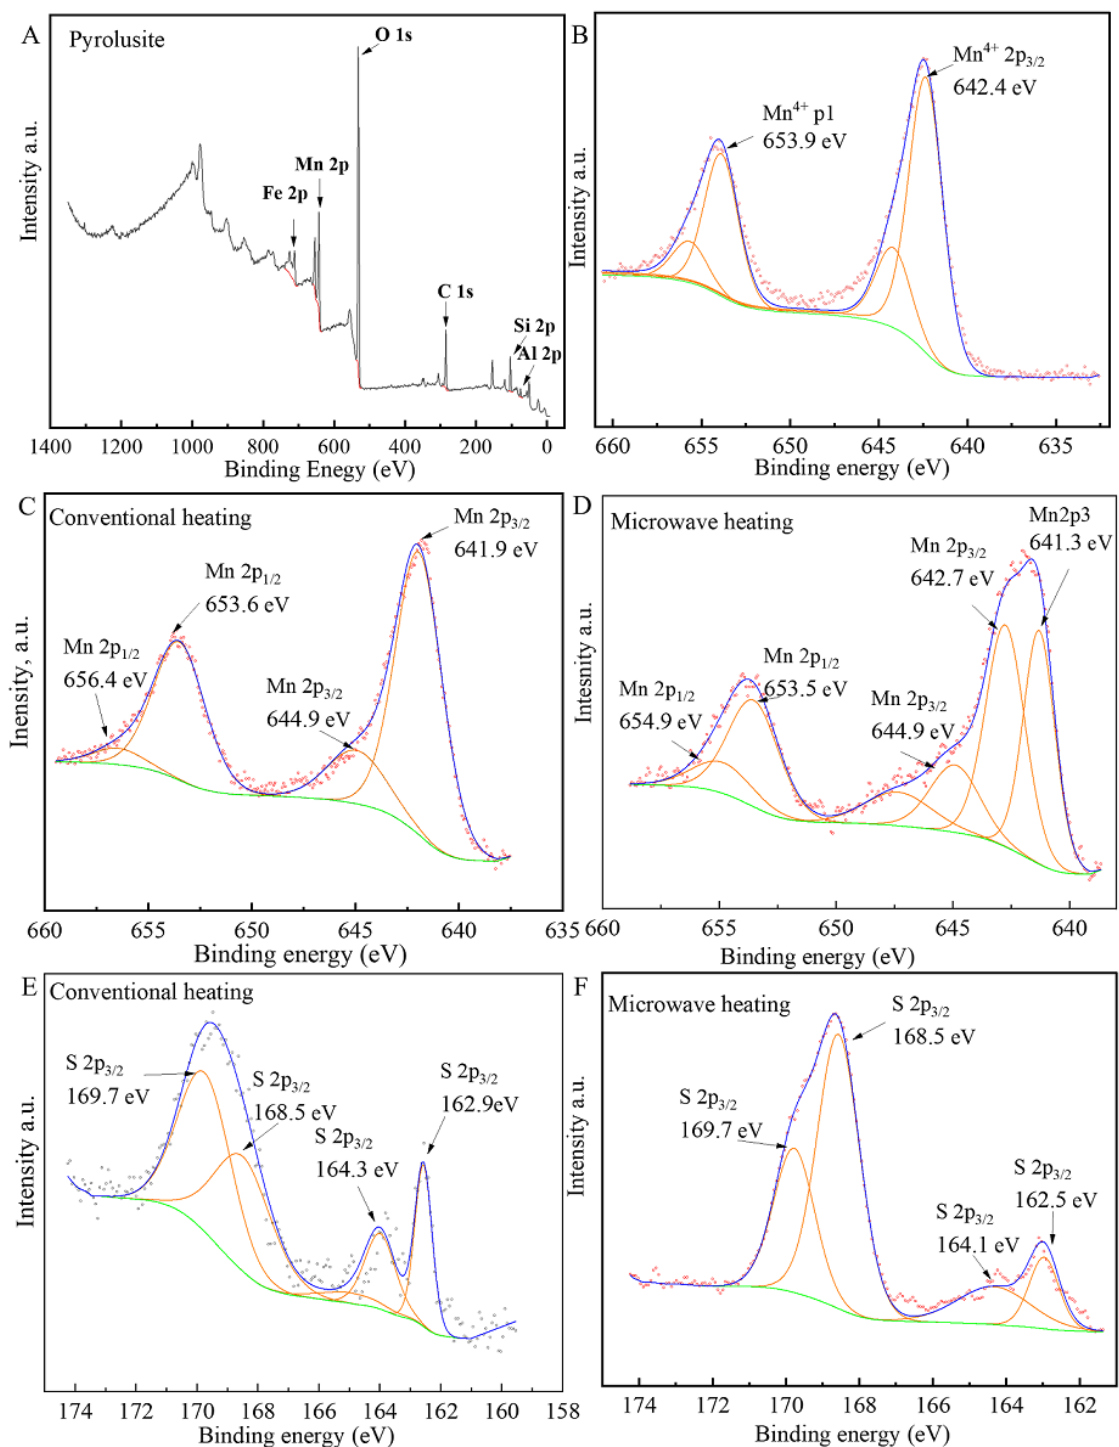 A
Pyrolusite
O 1s
Mn 2p
Fe 2p
C 1s
Si 2p
Al 2p
Intensity a.u.
1400 1200 1000 800 600 400 200 0
Binding Enegy (eV)
B
Mn⁴⁺ 2p₃/₂
642.4 eV
Mn⁴⁺ p1
653.9 eV
Intensity a.u.
660 655 650 645 640 635
Binding energy (eV)
C
Conventional heating
Mn 2p₃/₂
641.9 eV
Mn 2p₁/₂
653.6 eV
Mn 2p₁/₂
656.4 eV
Mn 2p₃/₂
644.9 eV
Inensity, a.u.
660 655 650 645 640 635
Binding energy (eV)
D
Microwave heating
Mn2p3
641.3 eV
Mn 2p₃/₂
642.7 eV
Mn 2p₁/₂
653.5 eV
Mn 2p₁/₂
654.9 eV
Mn 2p₃/₂
644.9 eV
Intesnity a.u.
660 655 650 645 640
Binding energy (eV)
E
Conventional heating
S 2p₃/₂
169.7 eV
S 2p₃/₂
168.5 eV
S 2p₃/₂
164.3 eV
S 2p₃/₂
162.9eV
Intensity a.u.
174 172 170 168 166 164 162 160 158
Binding energy (eV)
F
Microwave heating
S 2p₃/₂
168.5 eV
S 2p₃/₂
169.7 eV
S 2p₃/₂
164.1 eV
S 2p₃/₂
162.5 eV
Intensity a.u.
174 172 170 168 166 164 162
Binding energy (eV)